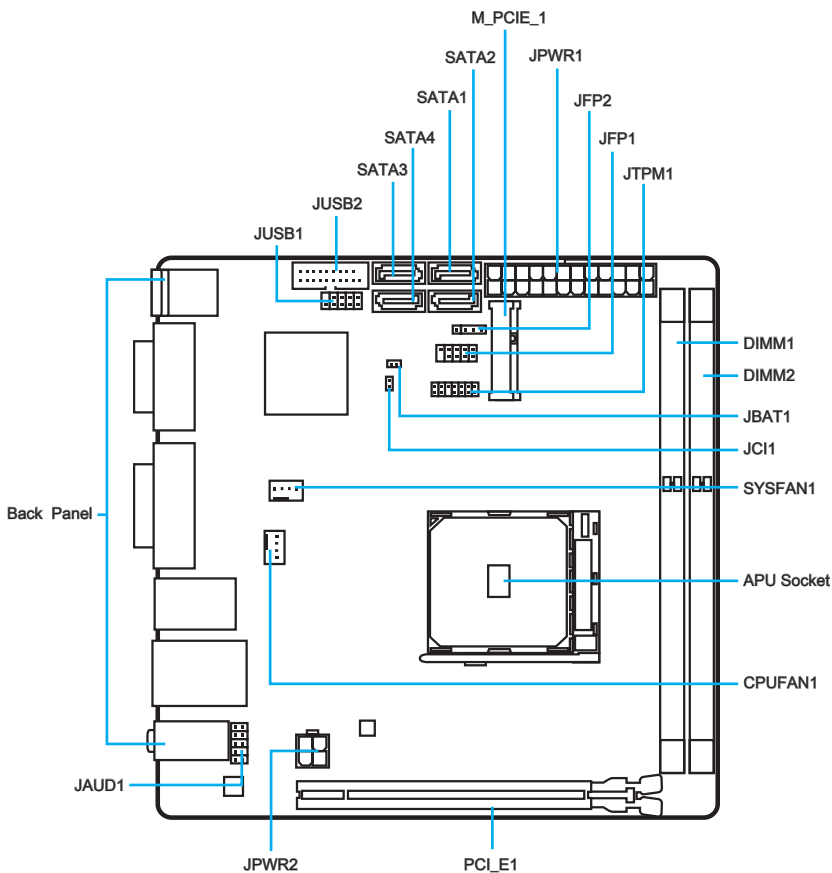 M_PCIE_1
SATA2
JPWR1
SATA1
JFP2
SATA4
JFP1
SATA3
JTPM1
JUSB2
JUSB1
DIMM1
DIMM2
JBAT1
JCI1
SYSFAN1
Back Panel
APU Socket
CPUFAN1
JAUD1
JPWR2
PCI_E1